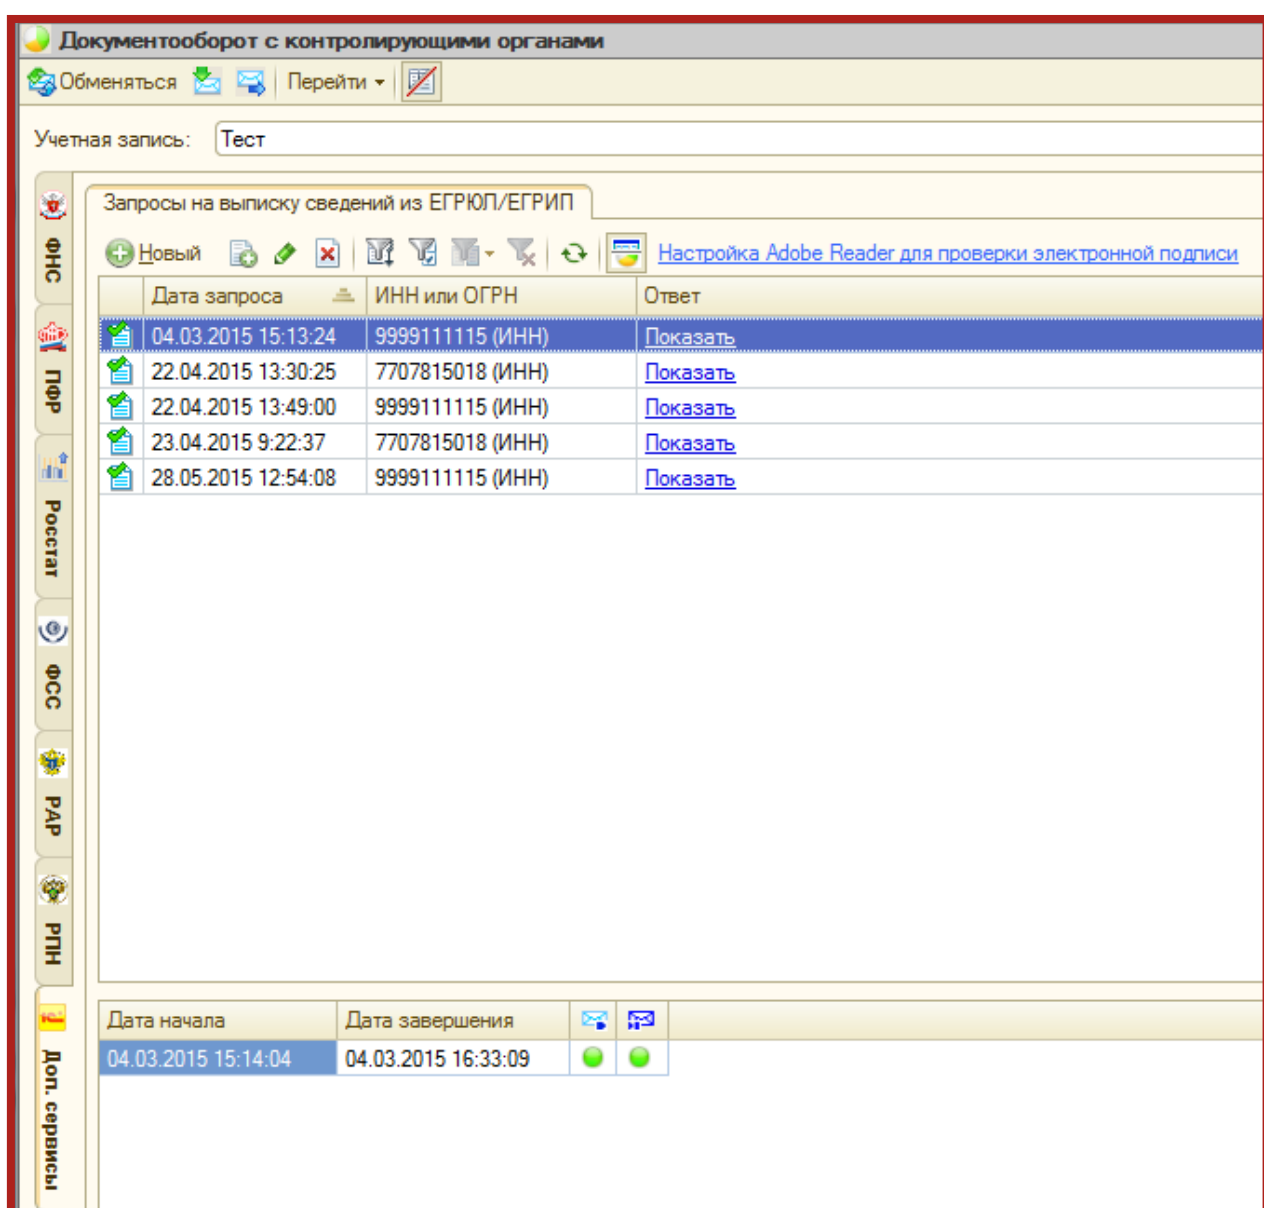 Документооборот с контролирующими органами
Обменяться Перейти
Учетная запись: Тест
Запросы на выписку сведений из ЕГРЮЛ/ЕГРИП
Новый Настройка Adobe Reader для проверки электронной подписи
Дата запроса ИНН или ОГРН Ответ
04.03.2015 15:13:24 9999111115 (ИНН) Показать
22.04.2015 13:30:25 7707815018 (ИНН) Показать
22.04.2015 13:49:00 9999111115 (ИНН) Показать
23.04.2015 9:22:37 7707815018 (ИНН) Показать
28.05.2015 12:54:08 9999111115 (ИНН) Показать
ФНС
ПФР
Росстат
ФСС
РАР
РПН
Доп. сервисы
Дата начала Дата завершения
04.03.2015 15:14:04 04.03.2015 16:33:09